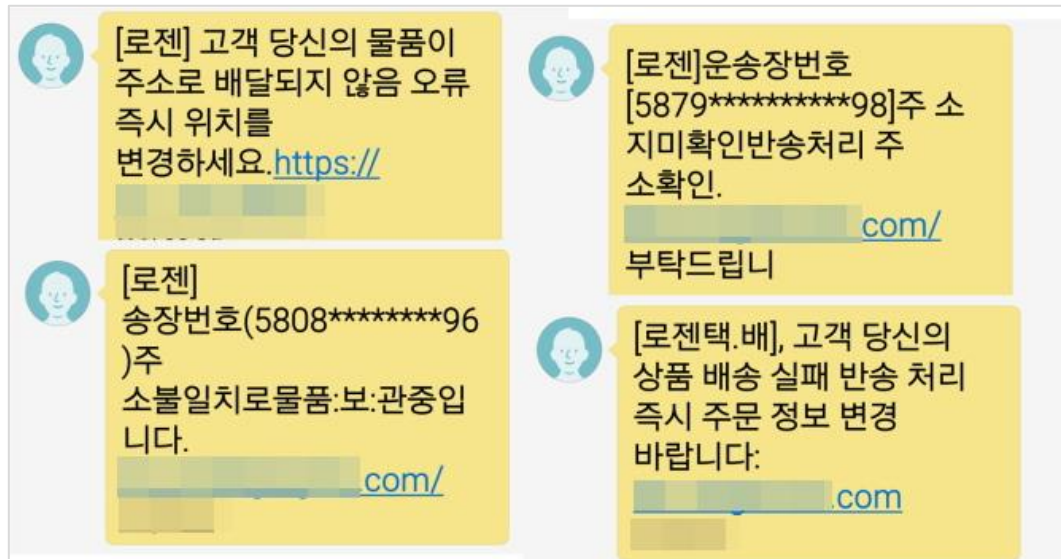 [로젠] 고객 당신의 물품이
주소로 배달되지 않음 오류
즉시 위치를
변경하세요.https://
[로젠]
송장번호(5808********96
)주
소불일치로물품:보:관중입
니다.
.com/
[로젠]운송장번호
[5879**********98]주 소
지미확인반송처리 주
소확인.
.com/
부탁드립니
[로젠택.배], 고객 당신의
상품 배송 실패 반송 처리
즉시 주문 정보 변경
바랍니다:
.com